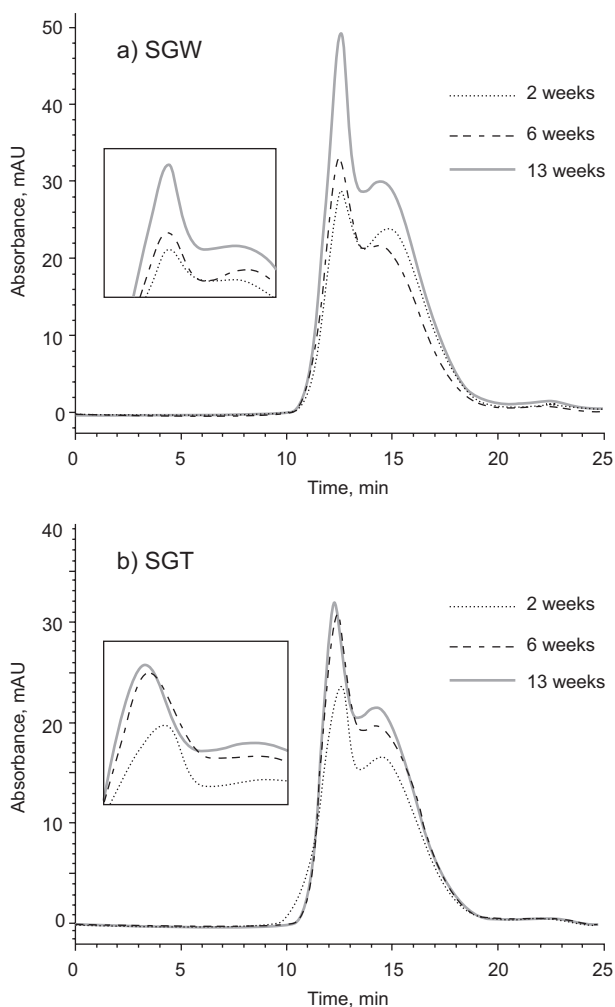 a) SGW
2 weeks
6 weeks
13 weeks
Absorbance, mAU
50
40
30
20
10
0
0 5 10 15 20 25
Time, min
b) SGT
2 weeks
6 weeks
13 weeks
Absorbance, mAU
40
30
20
10
0
0 5 10 15 20 25
Time, min